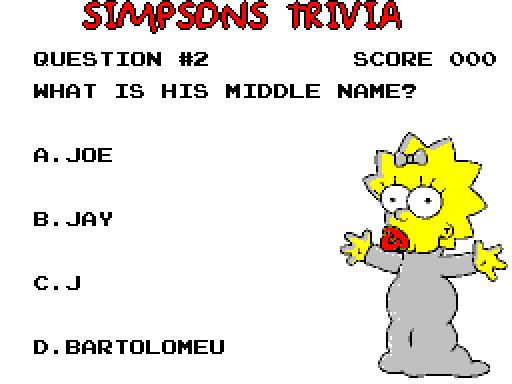 SIMPSONS TRIVIA
QUESTION #2 SCORE 000
WHAT IS HIS MIDDLE NAME?
A.JOE
B.JAY
C.J
D.BARTOLOMEU